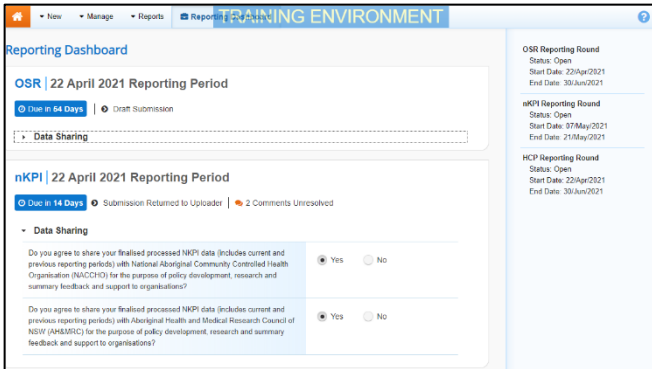 New
Manage
Reports
TRAINING ENVIRONMENT
Reporting Dashboard
OSR | 22 April 2021 Reporting Period
Due in 54 Days | Draft Submission
Data Sharing
nKPI | 22 April 2021 Reporting Period
Due in 14 Days Submission Returned to Uploader | 2 Comments Unresolved
Data Sharing
Do you agree to share your finalised processed NKPI data (includes current and
previous reporting periods) with National Aboriginal Community Controlled Health
Organisation (NACCHO) for the purpose of policy development, research and
summary feedback and support to organisations?
Yes No
Do you agree to share your finalised processed NKPI data (includes current and
previous reporting periods) with Aboriginal Health and Medical Research Council of
NSW (AH&MRC) for the purpose of policy development, research and summary
feedback and support to organisations?
Yes No
OSR Reporting Round
Status: Open
Start Date: 22/Apr/2021
End Date: 30/Jun/2021
nKPI Reporting Round
Status: Open
Start Date: 07/May/2021
End Date: 21/May/2021
HCP Reporting Round
Status: Open
Start Date: 22/Apr/2021
End Date: 30/Jun/2021